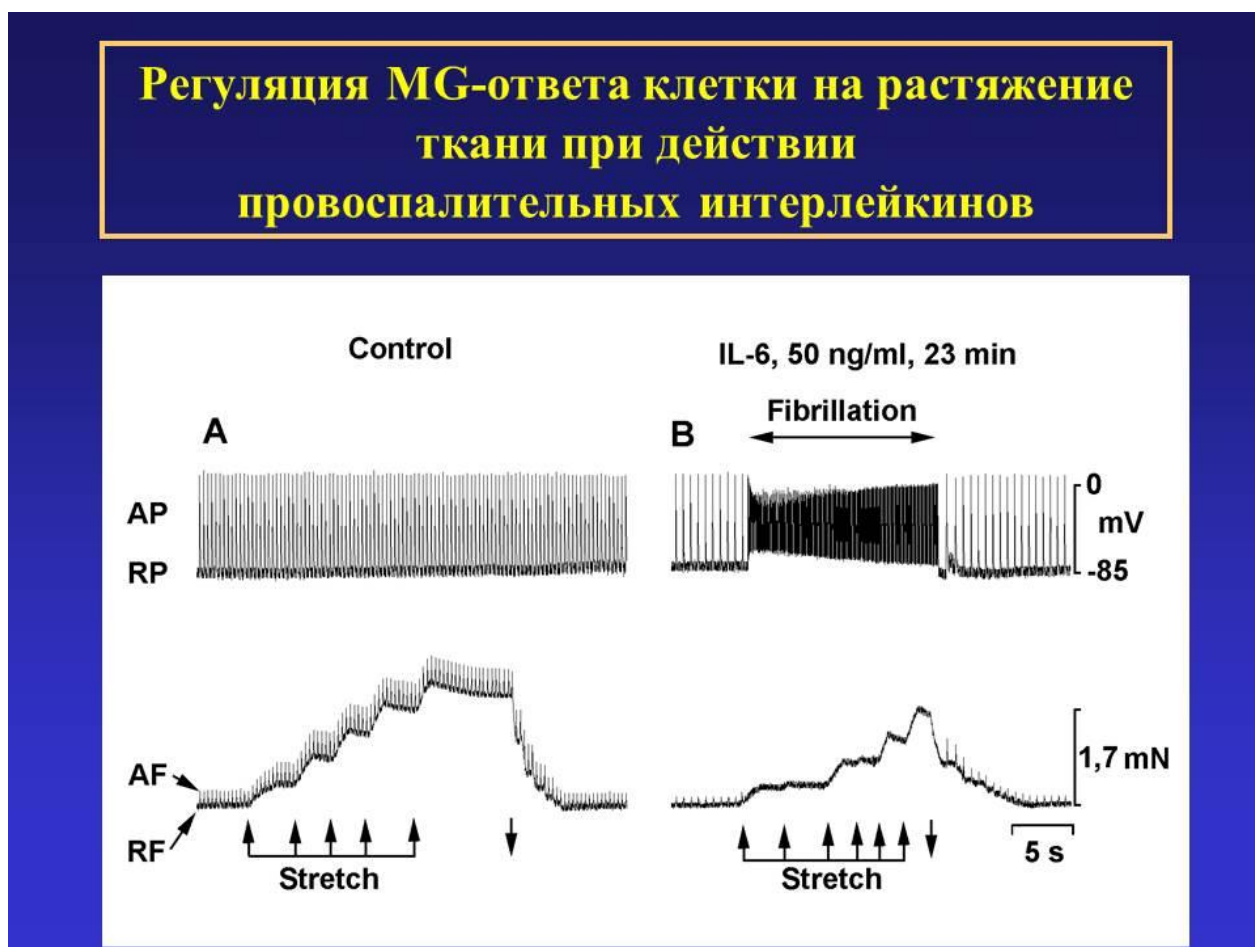 Регуляция MG-ответа клетки на растяжение
ткани при действии
провоспалительных интерлейкинов
Control
IL-6, 50 ng/ml, 23 min
Fibrillation
A
B
AP
RP
0
mV
-85
AF
RF
1,7 mN
Stretch
Stretch
5 s